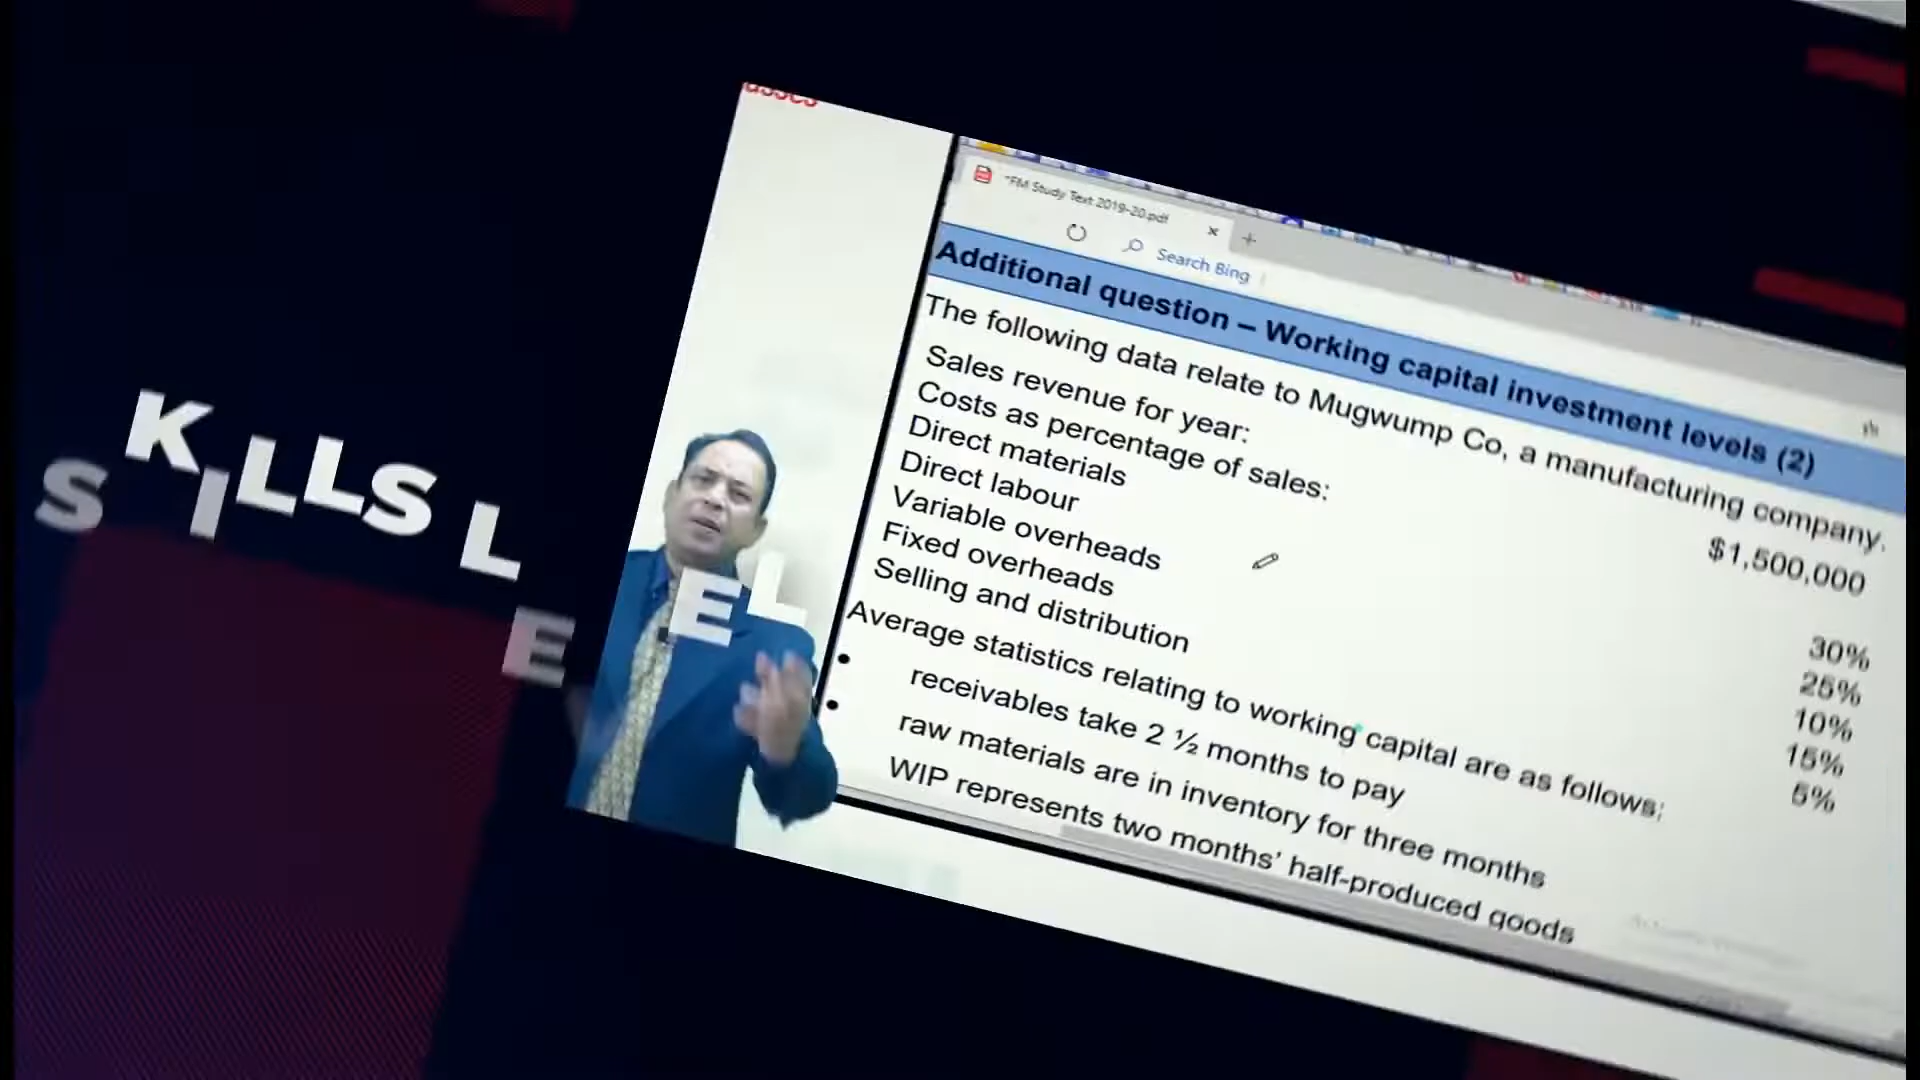 SKILLS LE EL
*FM Study Text 2019-20.pdf
Search Bing
Additional question – Working capital investment levels (2)
The following data relate to Mugwump Co, a manufacturing company.
Sales revenue for year: $1,500,000
Costs as percentage of sales:
Direct materials 30%
Direct labour 25%
Variable overheads 10%
Fixed overheads 15%
Selling and distribution 5%
Average statistics relating to working capital are as follows:
• receivables take 2 ½ months to pay
• raw materials are in inventory for three months
WIP represents two months' half-produced goods